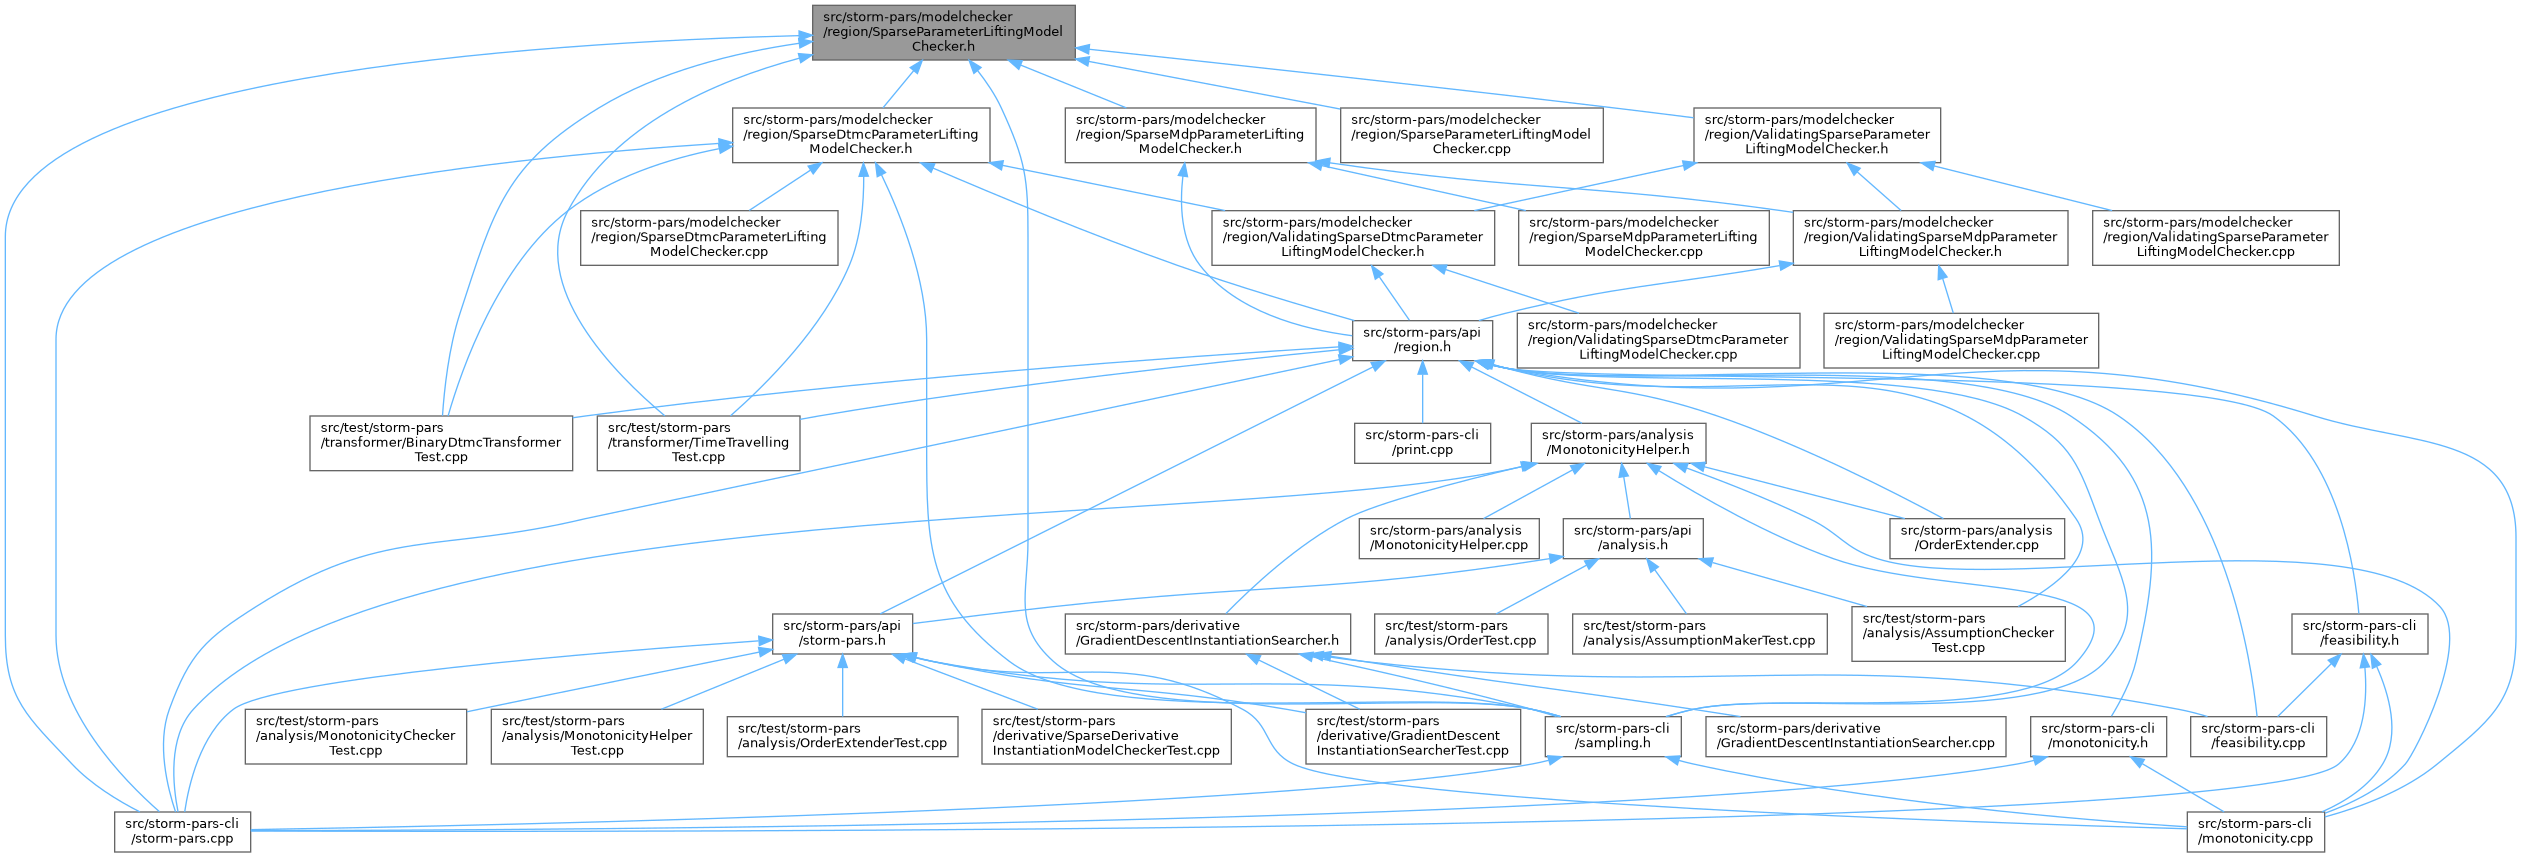 src/storm-pars/modelchecker
/region/SparseParameterLiftingModel
Checker.h
src/storm-pars/modelchecker
/region/SparseDtmcParameterLifting
ModelChecker.h
src/storm-pars/modelchecker
/region/SparseMdpParameterLifting
ModelChecker.h
src/storm-pars/modelchecker
/region/SparseParameterLiftingModel
Checker.cpp
src/storm-pars/modelchecker
/region/ValidatingSparseParameter
LiftingModelChecker.h
src/storm-pars/modelchecker
/region/SparseDtmcParameterLifting
ModelChecker.cpp
src/storm-pars/modelchecker
/region/ValidatingSparseDtmcParameter
LiftingModelChecker.h
src/storm-pars/modelchecker
/region/SparseMdpParameterLifting
ModelChecker.cpp
src/storm-pars/modelchecker
/region/ValidatingSparseMdpParameter
LiftingModelChecker.h
src/storm-pars/modelchecker
/region/ValidatingSparseParameter
LiftingModelChecker.cpp
src/storm-pars/api
/region.h
src/storm-pars/modelchecker
/region/ValidatingSparseDtmcParameter
LiftingModelChecker.cpp
src/storm-pars/modelchecker
/region/ValidatingSparseMdpParameter
LiftingModelChecker.cpp
src/test/storm-pars
/transformer/BinaryDtmcTransformer
Test.cpp
src/test/storm-pars
/transformer/TimeTravelling
Test.cpp
src/storm-pars-cli
/print.cpp
src/storm-pars/analysis
/MonotonicityHelper.h
src/storm-pars/analysis
/MonotonicityHelper.cpp
src/storm-pars/api
/analysis.h
src/storm-pars/analysis
/OrderExtender.cpp
src/storm-pars/api
/storm-pars.h
src/storm-pars/derivative
/GradientDescentInstantiationSearcher.h
src/test/storm-pars
/analysis/OrderTest.cpp
src/test/storm-pars
/analysis/AssumptionMakerTest.cpp
src/test/storm-pars
/analysis/AssumptionChecker
Test.cpp
src/storm-pars-cli
/feasibility.h
src/test/storm-pars
/analysis/MonotonicityChecker
Test.cpp
src/test/storm-pars
/analysis/MonotonicityHelper
Test.cpp
src/test/storm-pars
/analysis/OrderExtenderTest.cpp
src/test/storm-pars
/derivative/SparseDerivative
InstantiationModelCheckerTest.cpp
src/test/storm-pars
/derivative/GradientDescent
InstantiationSearcherTest.cpp
src/storm-pars-cli
/sampling.h
src/storm-pars/derivative
/GradientDescentInstantiationSearcher.cpp
src/storm-pars-cli
/monotonicity.h
src/storm-pars-cli
/feasibility.cpp
src/storm-pars-cli
/storm-pars.cpp
src/storm-pars-cli
/monotonicity.cpp